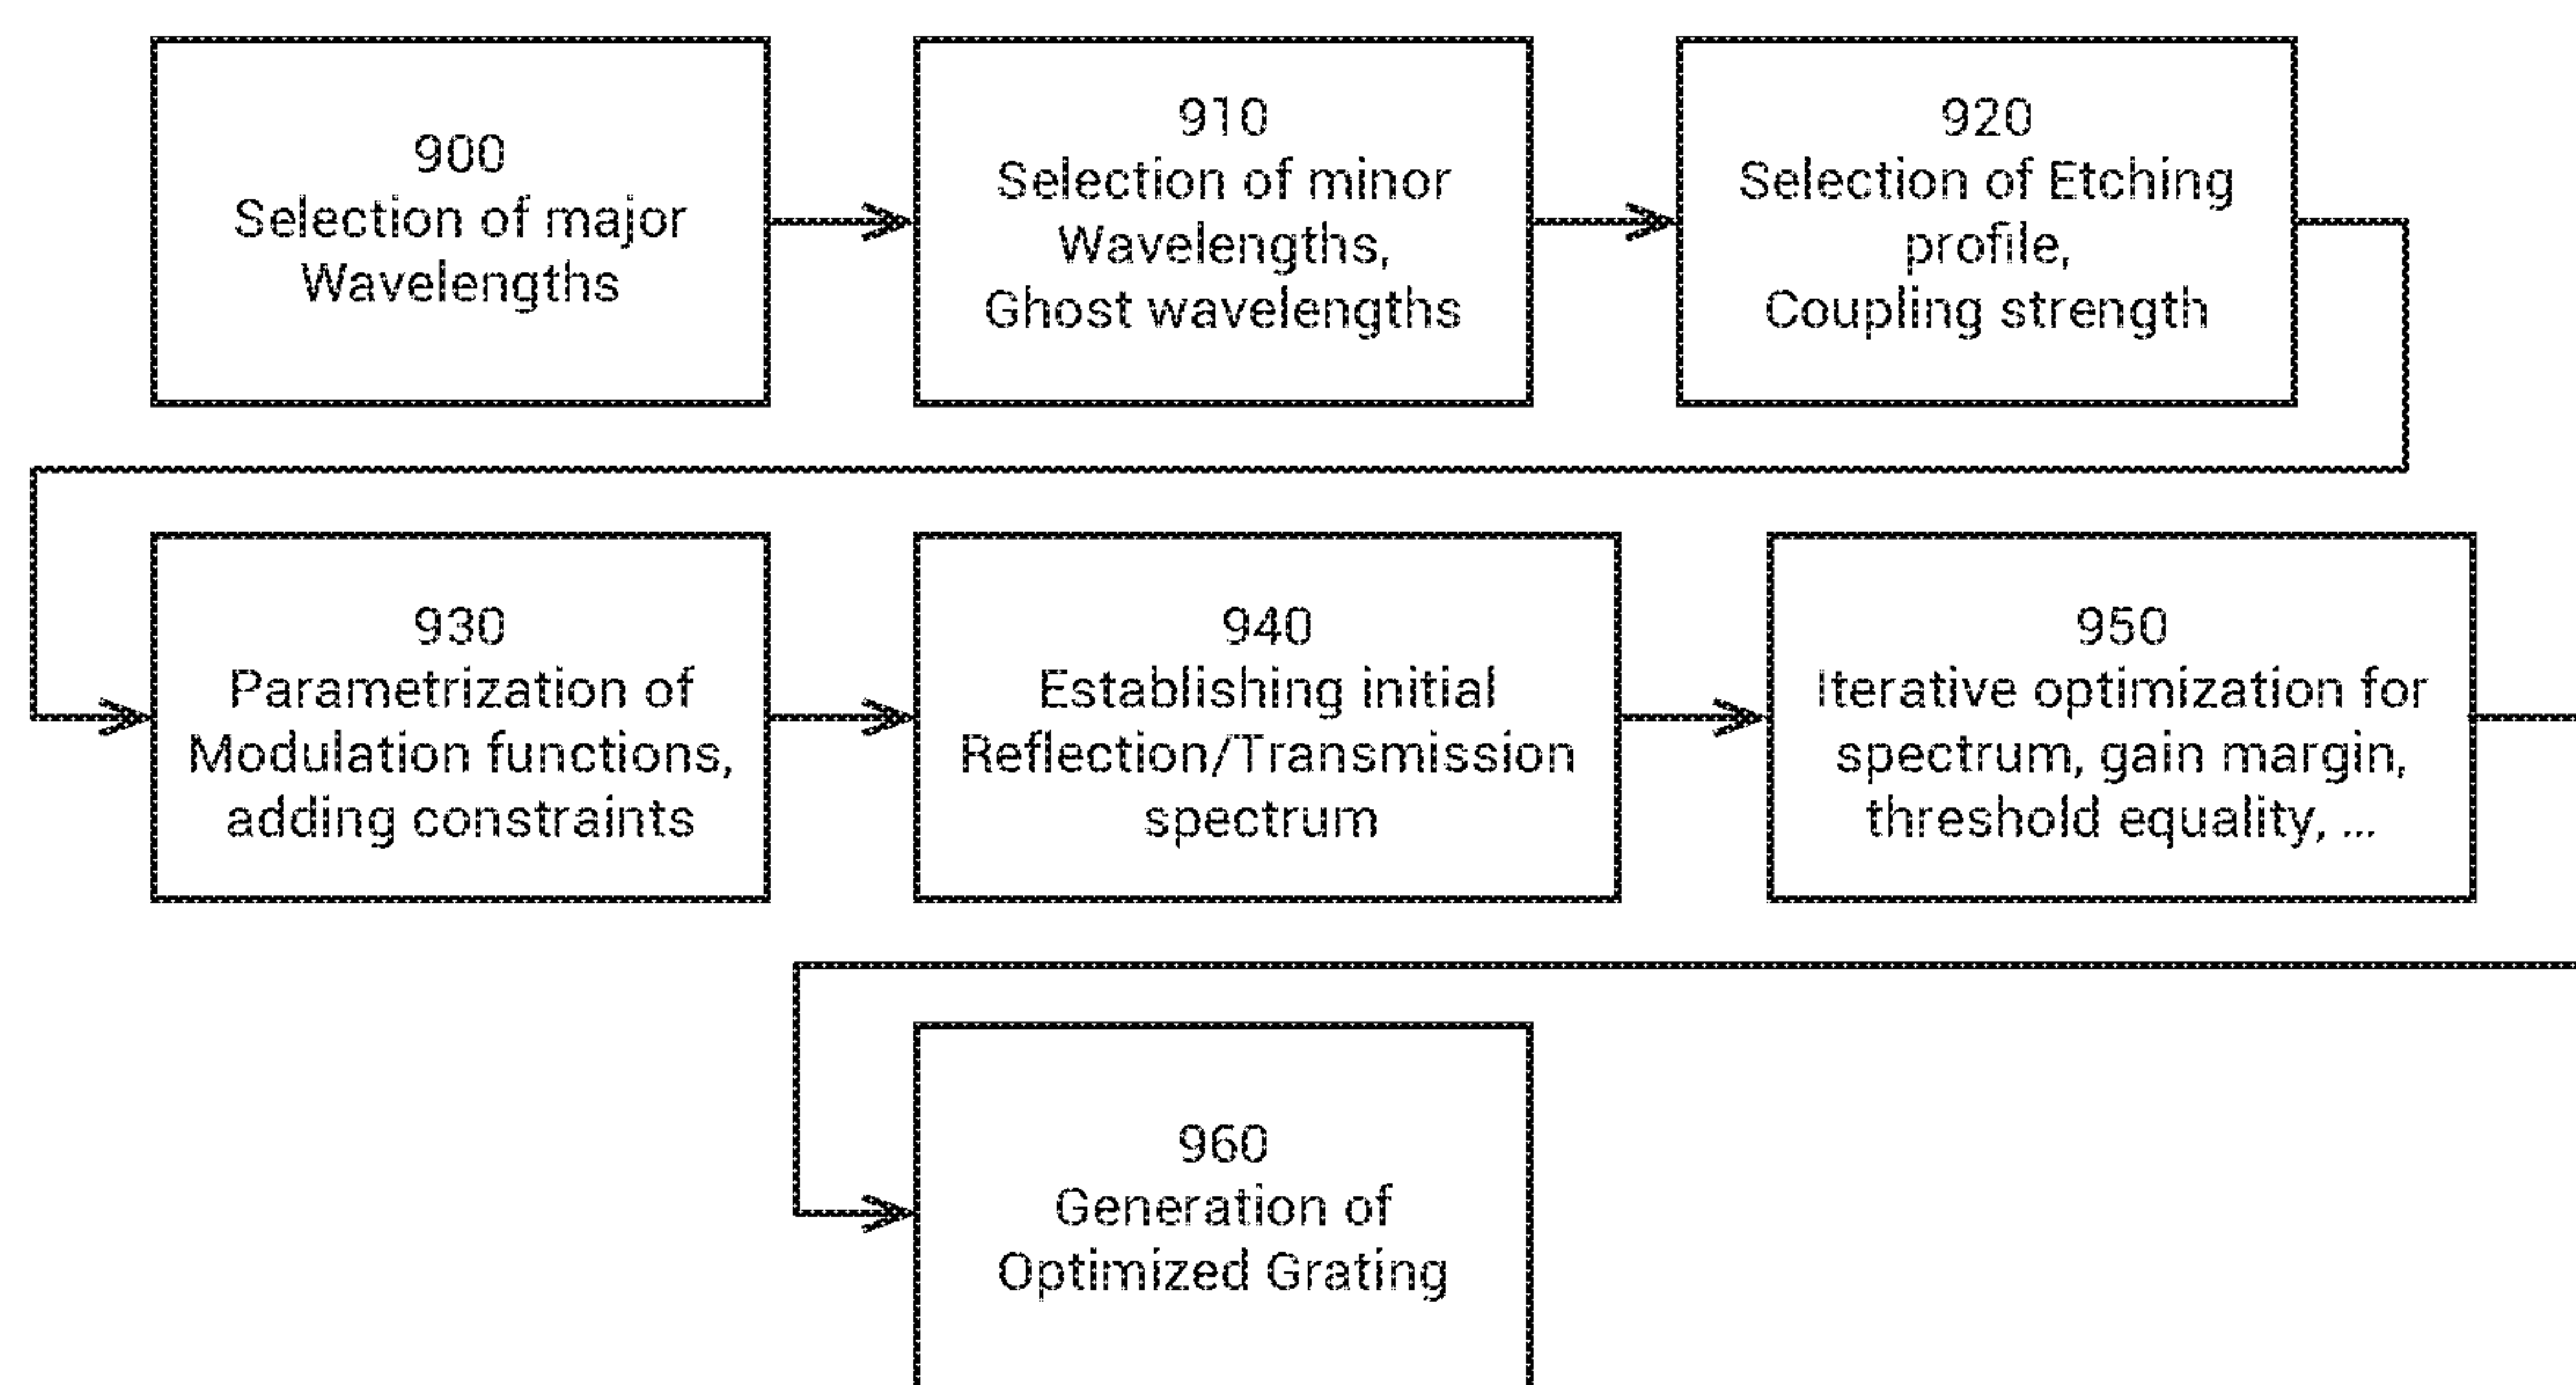 900
Selection of major
Wavelengths
910
Selection of minor
Wavelengths,
Ghost wavelengths
920
Selection of Etching
profile,
Coupling strength
930
Parametrization of
Modulation functions,
adding constraints
940
Establishing initial
Reflection/Transmission
spectrum
950
Iterative optimization for
spectrum, gain margin,
threshold equality, ...
960
Generation of
Optimized Grating